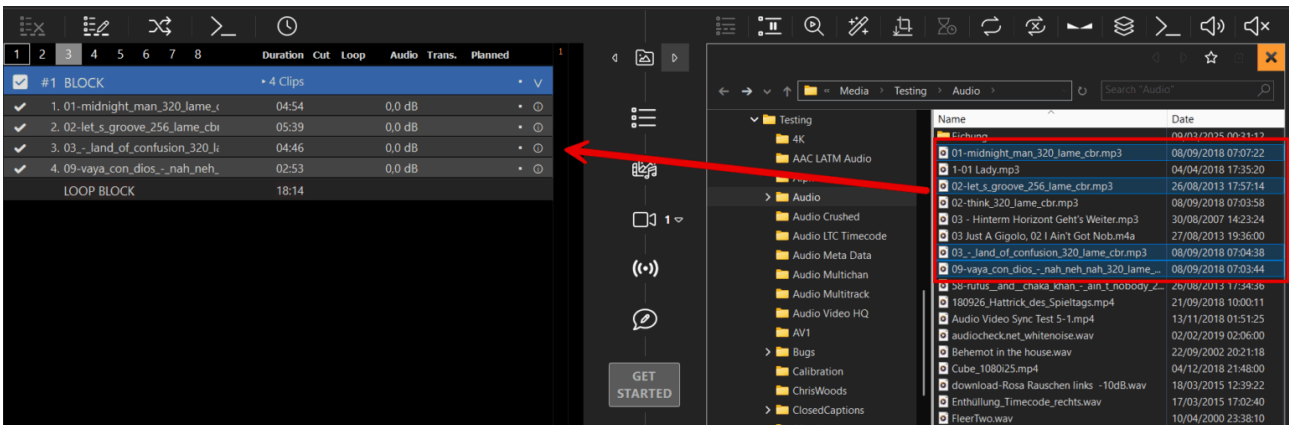 1 2 3 4 5 6 7 8 Duration Cut Loop Audio Trans. Planned 1
#1 BLOCK 4 Clips
1. 01-midnight_man_320_lame_c 04:54 0,0 dB
2. 02-let_s_groove_256_lame_cbr 05:39 0,0 dB
3. 03_-_land_of_confusion_320_la 04:46 0,0 dB
4. 09-vaya_con_dios_-_nah_neh_ 02:53 0,0 dB
LOOP BLOCK 18:14
1
GET
STARTED
« Media > Testing > Audio > Search "Audio"
Testing
4K
AAC LATM Audio
Audio
Audio Crushed
Audio LTC Timecode
Audio Meta Data
Audio Multichan
Audio Multitrack
Audio Video HQ
AV1
Bugs
Calibration
ChrisWoods
ClosedCaptions
Name Date
Eichung 09/03/2025 00:31:12
01-midnight_man_320_lame_cbr.mp3 08/09/2018 07:07:22
1-01 Lady.mp3 04/04/2018 17:35:20
02-let_s_groove_256_lame_cbr.mp3 26/08/2013 17:57:14
02-think_320_lame_cbr.mp3 08/09/2018 07:03:58
03 - Hinterm Horizont Geht's Weiter.mp3 30/08/2007 14:23:24
03 Just A Gigolo, 02 I Ain't Got Nob.m4a 27/08/2013 19:36:00
03_-_land_of_confusion_320_lame_cbr.mp3 08/09/2018 07:04:38
09-vaya_con_dios_-_nah_neh_nah_320_lame_... 08/09/2018 07:03:44
58-rufus__and__chaka_khan_-_ain_t_nobody_2... 26/08/2013 17:34:36
180926_Hattrick_des_Spieltags.mp4 21/09/2018 10:00:11
Audio Video Sync Test 5-1.mp4 13/11/2018 01:51:25
audiocheck.net_whitenoise.wav 02/02/2019 02:06:00
Behemot in the house.wav 22/09/2002 20:21:18
Cube_1080i25.mp4 04/12/2018 21:48:00
download-Rosa Rauschen links -10dB.wav 18/03/2015 12:39:22
Enthüllung_Timecode_rechts.wav 17/03/2015 17:02:40
FleerTwo.wav 10/04/2000 23:38:10